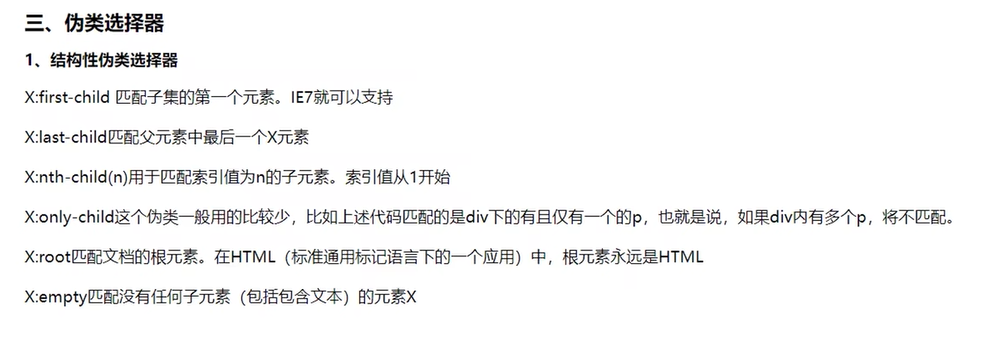 三、伪类选择器
1、结构性伪类选择器
X:first-child 匹配子集的第一个元素。IE7就可以支持
X:last-child匹配父元素中最后一个X元素
X:nth-child(n)用于匹配索引值为n的子元素。索引值从1开始
X:only-child这个伪类一般用的比较少，比如上述代码匹配的是div下的有且仅有一个的p，也就是说，如果div内有多个p，将不匹配。
X:root匹配文档的根元素。在HTML（标准通用标记语言下的一个应用）中，根元素永远是HTML
X:empty匹配没有任何子元素（包括包含文本）的元素X